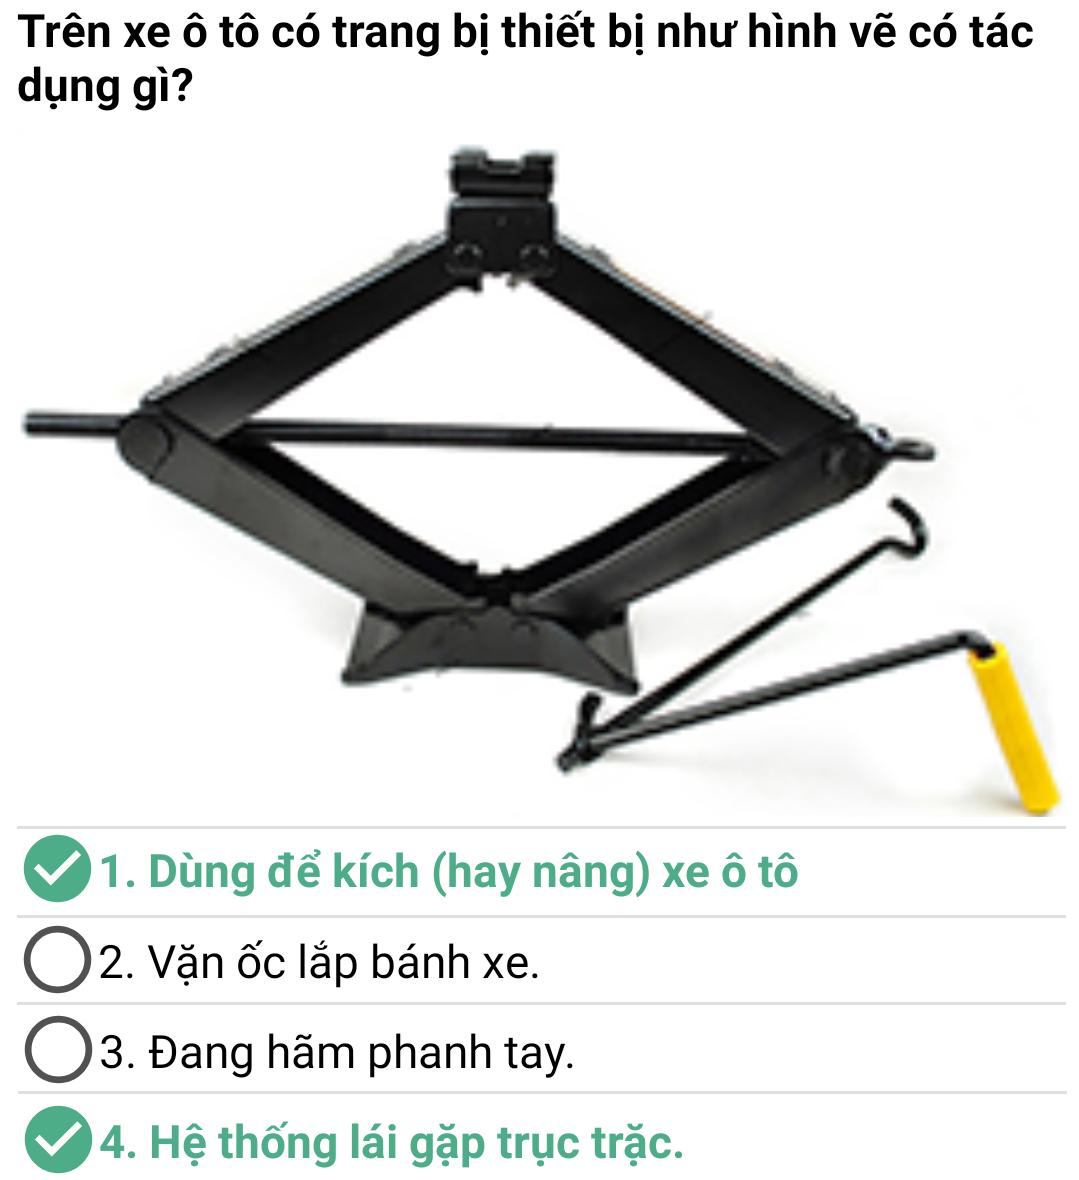 Trên xe ô tô có trang bị thiết bị như hình vẽ có tác
dụng gì?
1. Dùng để kích (hay nâng) xe ô tô
2. Vặn ốc lắp bánh xe.
3. Đang hãm phanh tay.
4. Hệ thống lái gặp trục trặc.